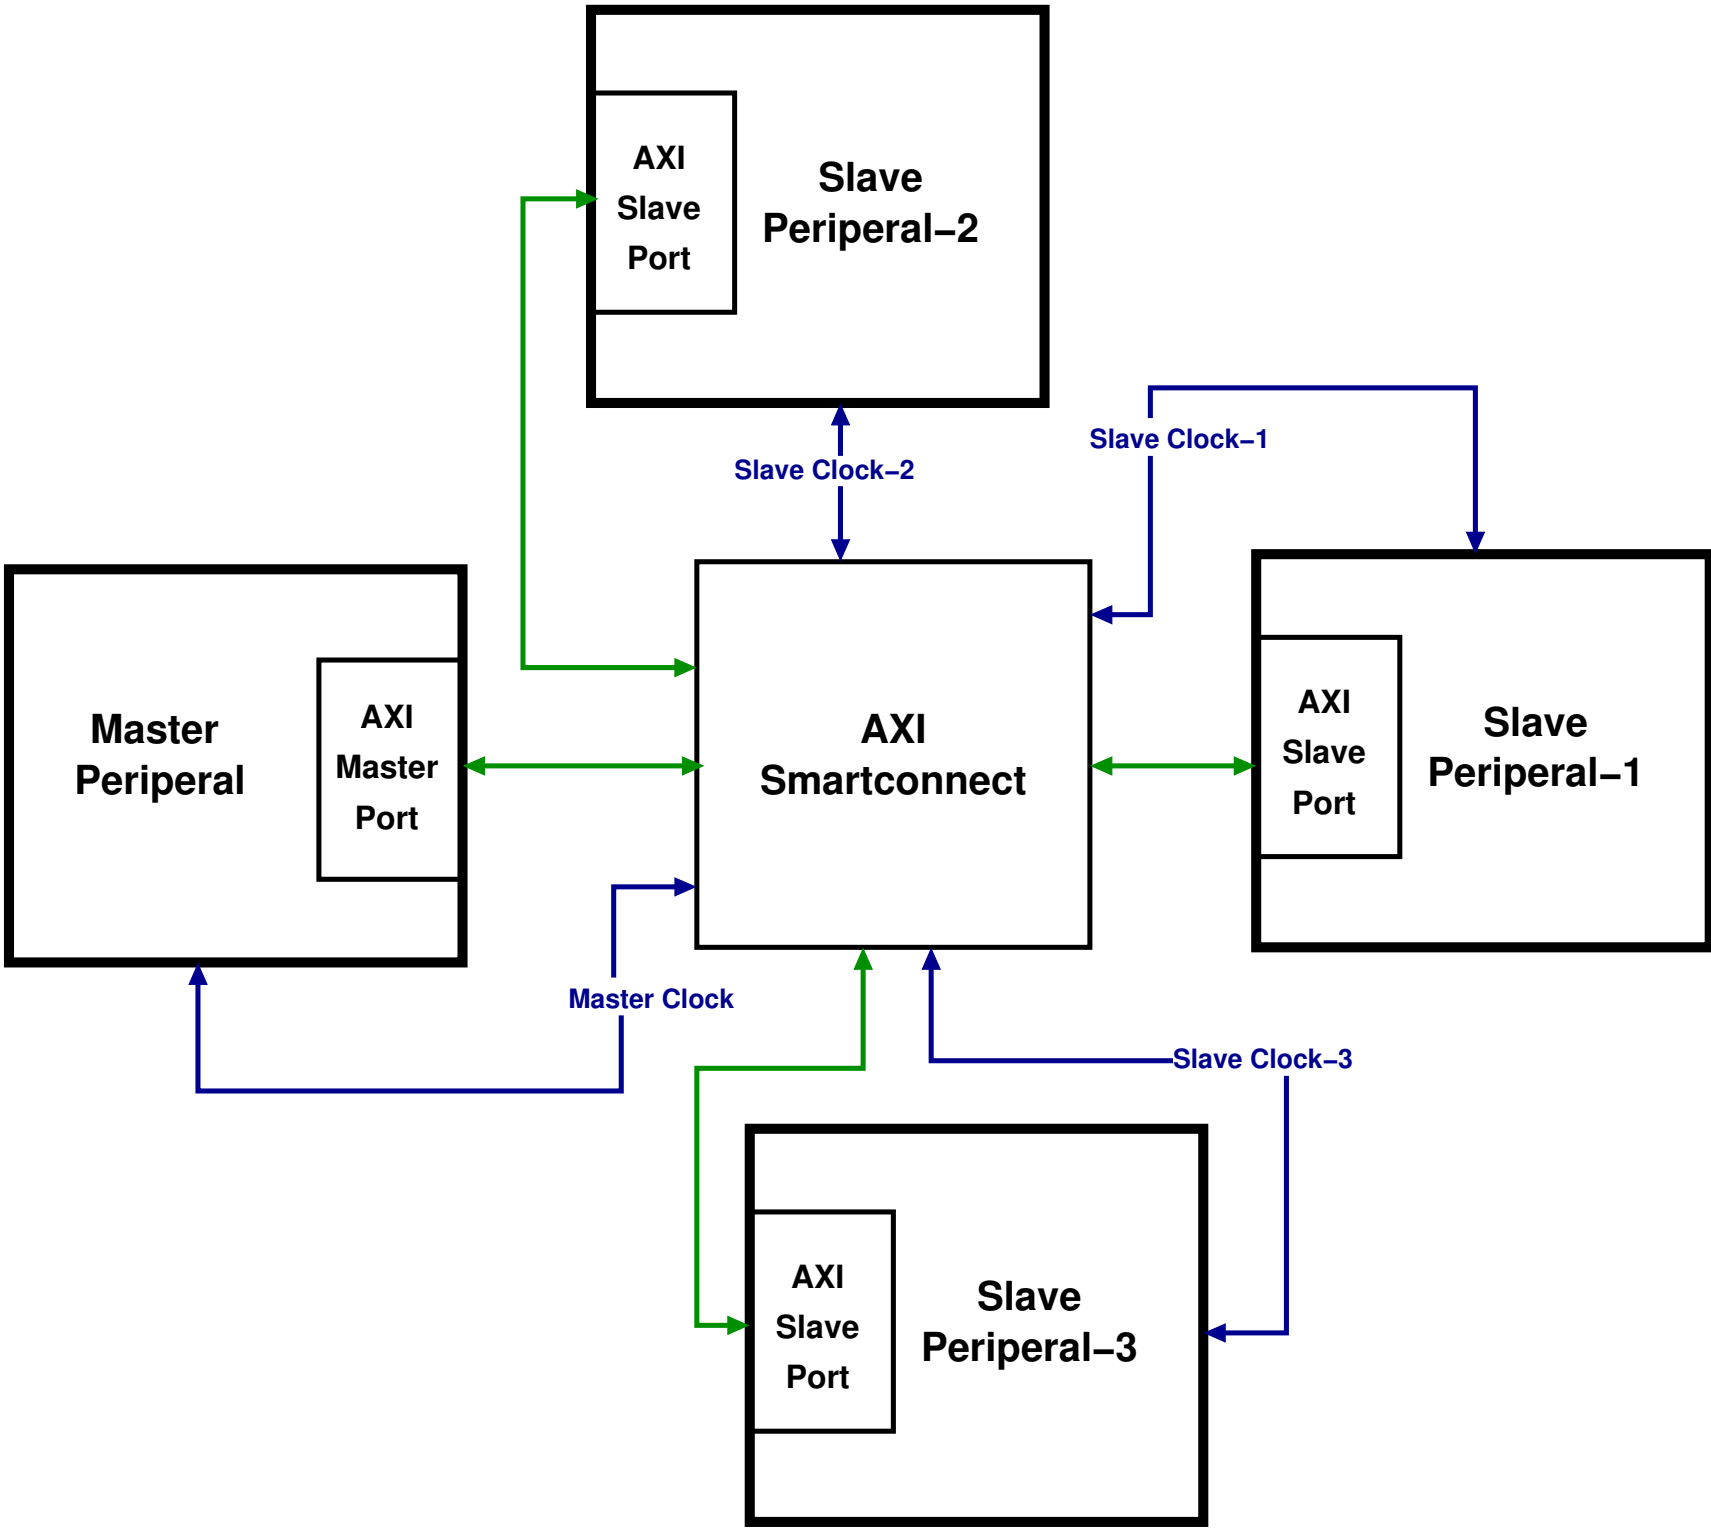 AXI
Slave
Port
Slave
Periperal–2
Slave Clock–1
Slave Clock–2
Master
Periperal
AXI
Master
Port
AXI
Smartconnect
AXI
Slave
Port
Slave
Periperal–1
Master Clock
Slave Clock–3
AXI
Slave
Port
Slave
Periperal–3